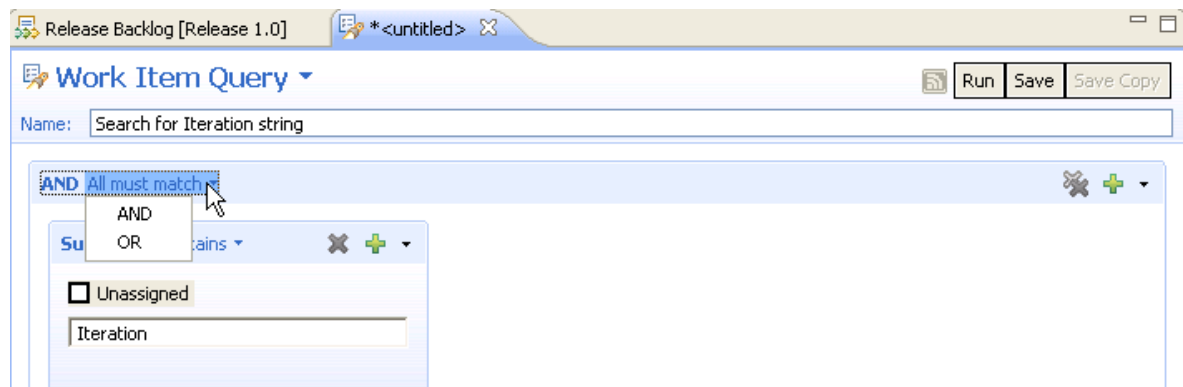 Release Backlog [Release 1.0] *<untitled>
Work Item Query Run Save Save Copy
Name: Search for Iteration string
AND All must match
AND
OR
Su tains
Unassigned
Iteration